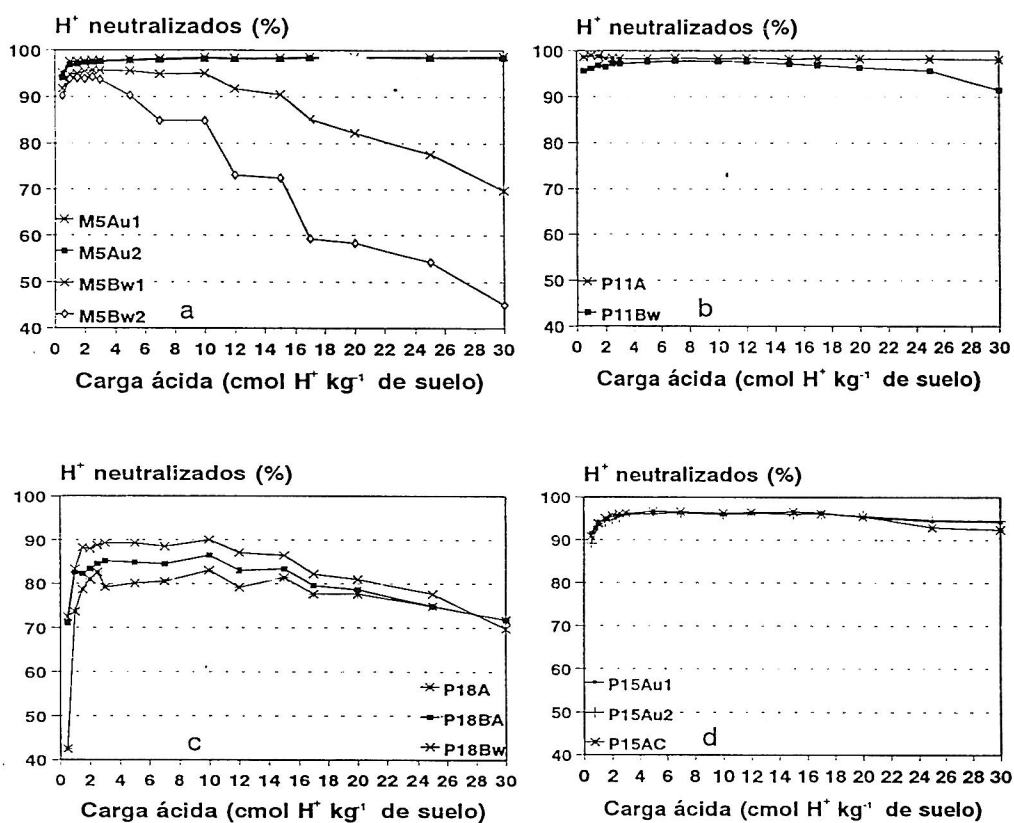 H⁺ neutralizados (%)
100
90
80
70
60
50
40
M5Au1
M5Au2
M5Bw1
M5Bw2
a
0 2 4 6 8 10 12 14 16 18 20 22 24 26 28 30
Carga ácida (cmol H⁺ kg⁻¹ de suelo)
H⁺ neutralizados (%)
100
90
80
70
60
50
40
P11A
P11Bw
b
0 2 4 6 8 10 12 14 16 18 20 22 24 26 28 30
Carga ácida (cmol H⁺ kg⁻¹ de suelo)
H⁺ neutralizados (%)
100
90
80
70
60
50
40
P18A
P18BA
P18Bw
c
0 2 4 6 8 10 12 14 16 18 20 22 24 26 28 30
Carga ácida (cmol H⁺ kg⁻¹ de suelo)
H⁺ neutralizados (%)
100
90
80
70
60
50
40
P15Au1
P15Au2
P15AC
d
0 2 4 6 8 10 12 14 16 18 20 22 24 26 28 30
Carga ácida (cmol H⁺ kg⁻¹ de suelo)